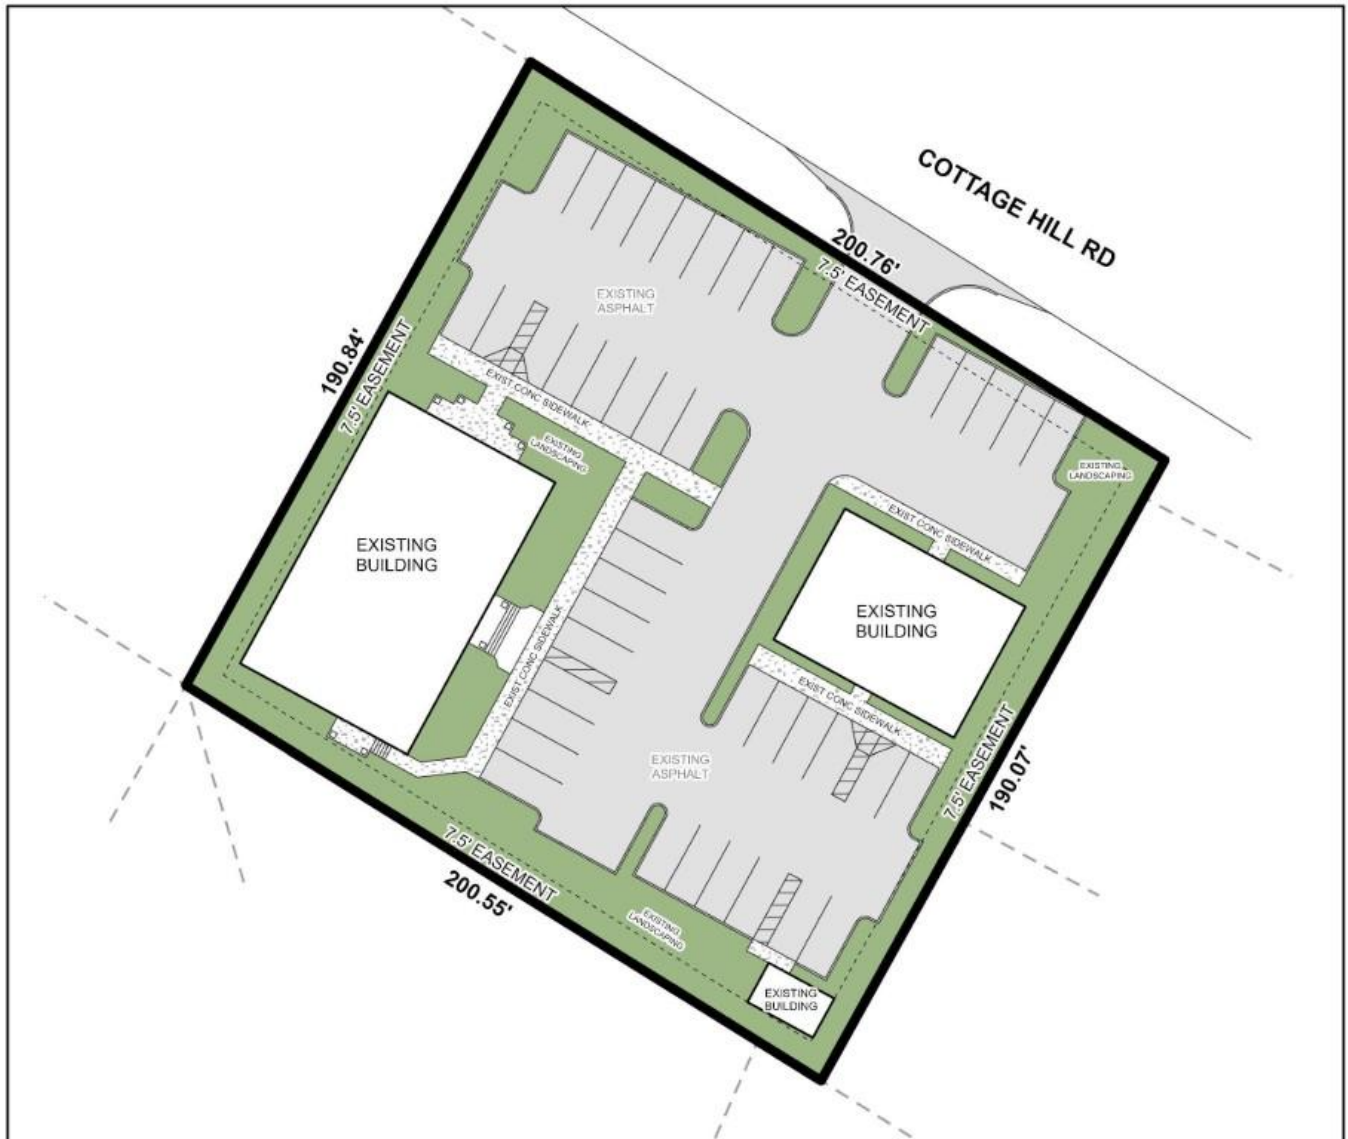 COTTAGE HILL RD
200.76'
7.5' EASEMENT
EXISTING
ASPHALT
190.84'
7.5' EASEMENT
EXIST CONC SIDEWALK
EXISTING
LANDSCAPING
EXISTING
LANDSCAPING
EXIST CONC SIDEWALK
EXISTING
BUILDING
EXISTING
BUILDING
EXIST CONC SIDEWALK
EXIST CONC SIDEWALK
EXISTING
ASPHALT
7.5' EASEMENT
190.07'
7.5' EASEMENT
200.55'
EXISTING
LANDSCAPING
EXISTING
BUILDING